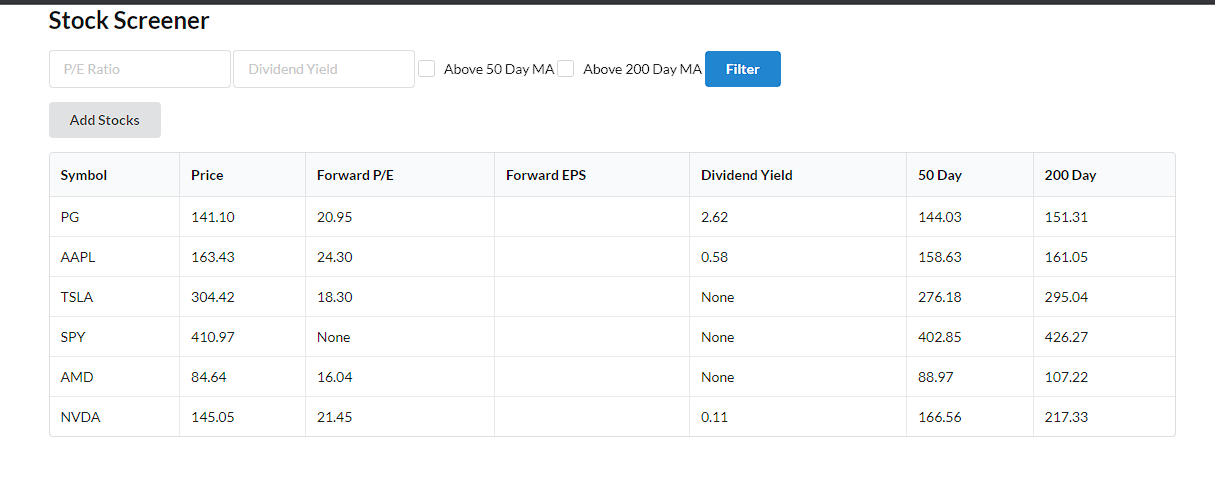 Stock Screener
P/E Ratio Dividend Yield Above 50 Day MA Above 200 Day MA Filter
Add Stocks
Symbol Price Forward P/E Forward EPS Dividend Yield 50 Day 200 Day
PG 141.10 20.95 2.62 144.03 151.31
AAPL 163.43 24.30 0.58 158.63 161.05
TSLA 304.42 18.30 None 276.18 295.04
SPY 410.97 None None 402.85 426.27
AMD 84.64 16.04 None 88.97 107.22
NVDA 145.05 21.45 0.11 166.56 217.33